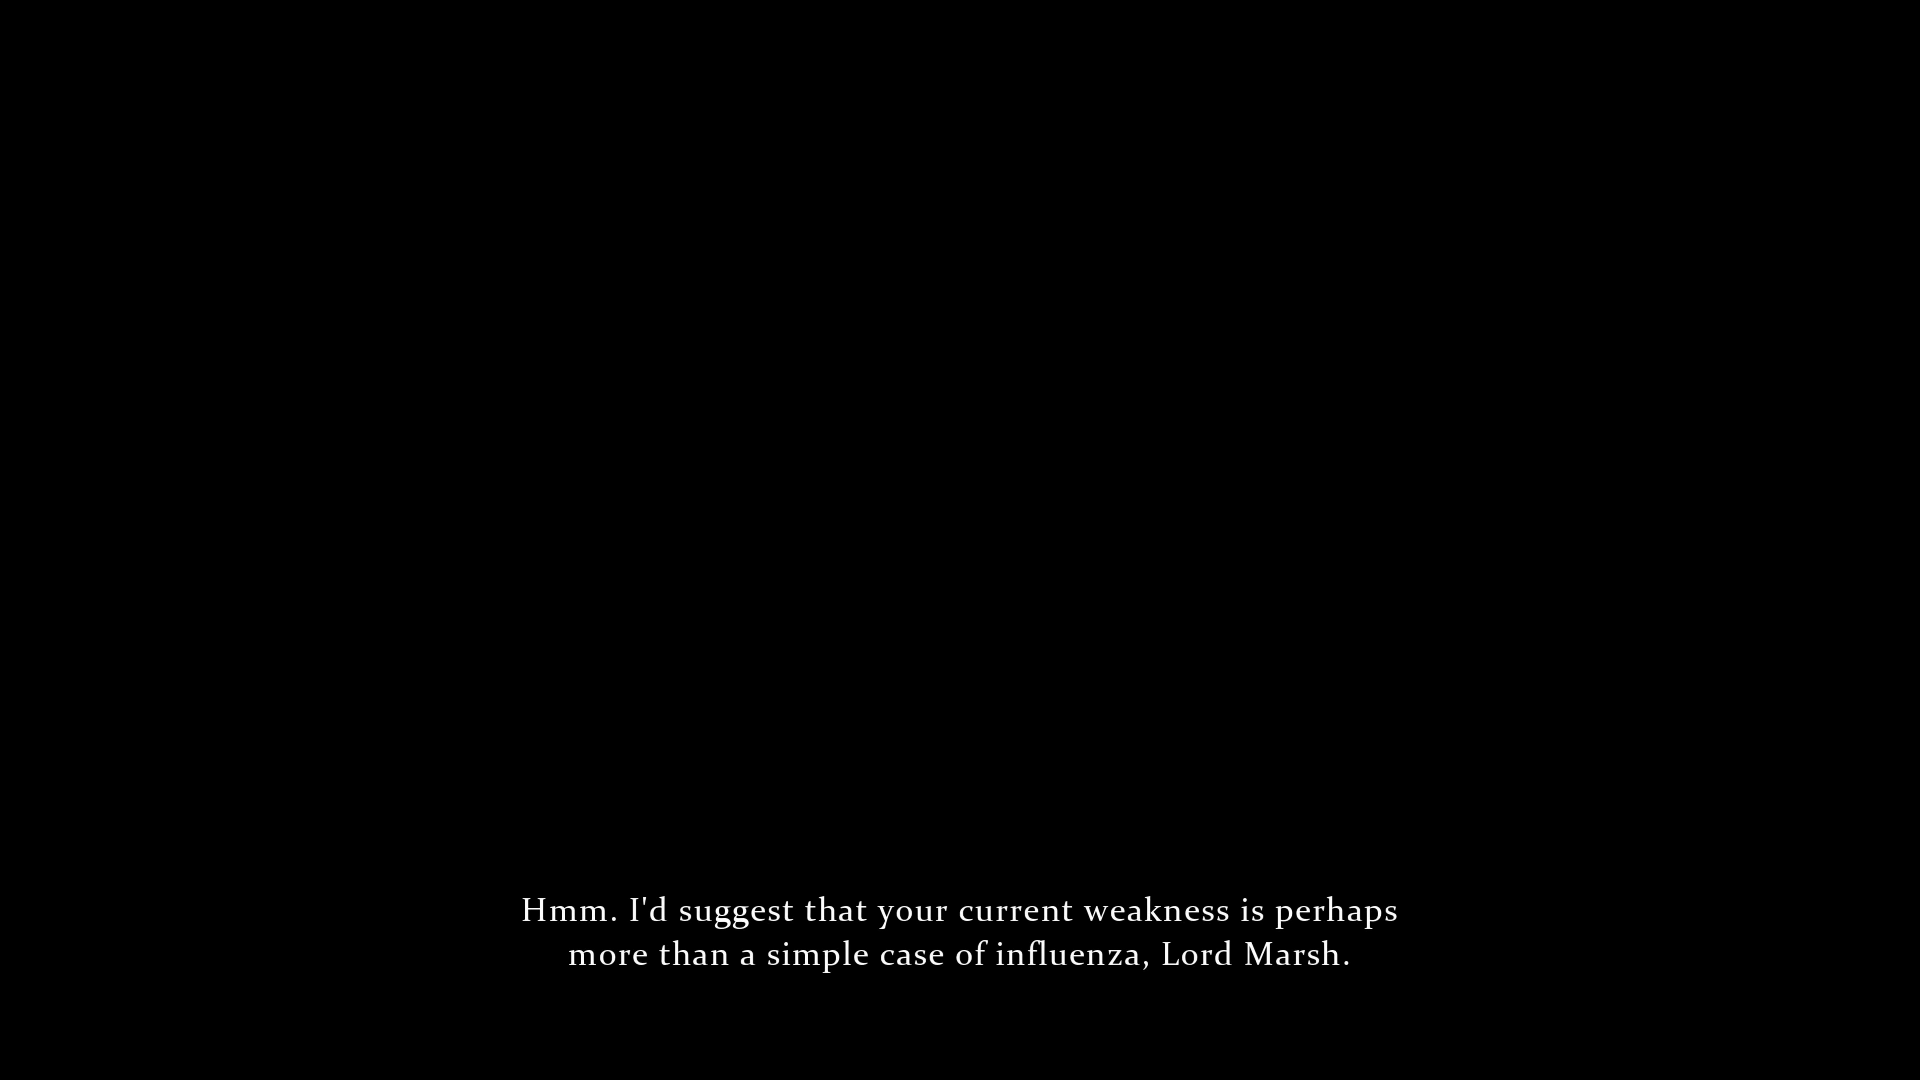 Hmm. I'd suggest that your current weakness is perhaps
more than a simple case of influenza, Lord Marsh.